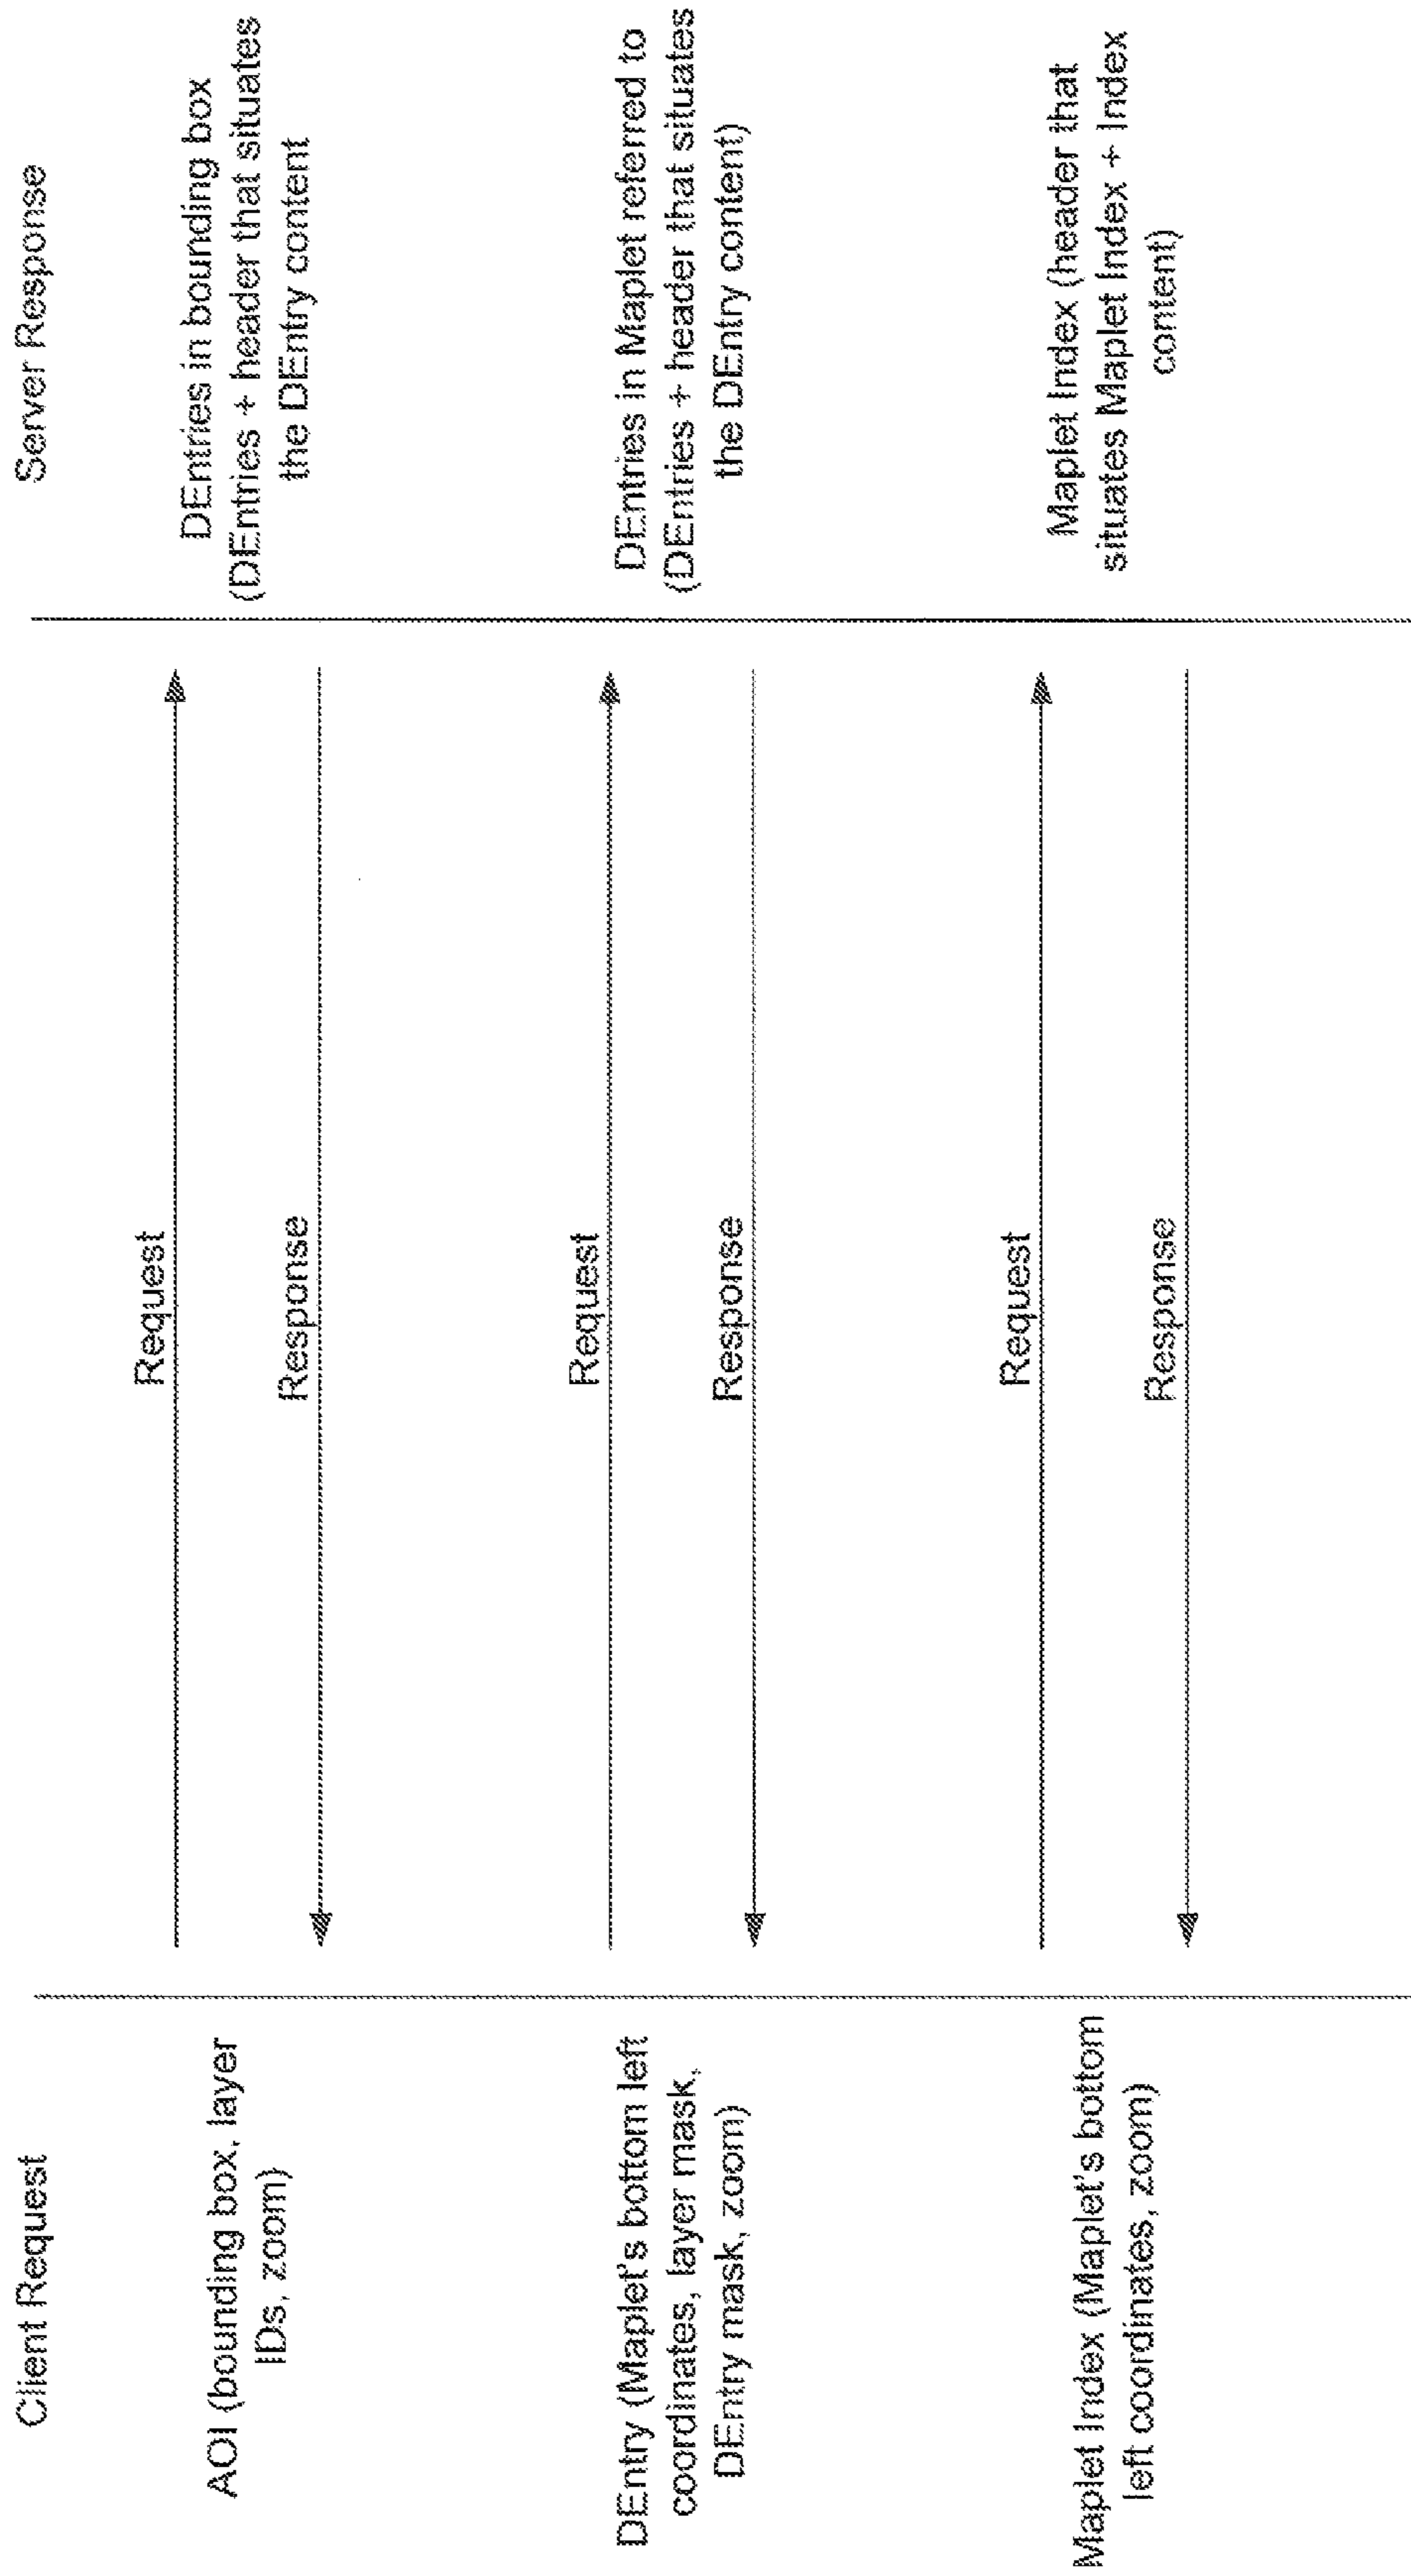 Client Request
Server Response
AOI (bounding box, layer
IDs, zoom)
Request
Response
DEntries in bounding box
(DEntries + header that situates
the DEntry content
DEntry (Maplet's bottom left
coordinates, layer mask,
DEntry mask, zoom)
Request
Response
DEntries in Maplet referred to
(DEntries + header that situates
the DEntry content)
Maplet Index (Maplet's bottom
left coordinates, zoom)
Request
Response
Maplet Index (header that
situates Maplet Index + Index
content)